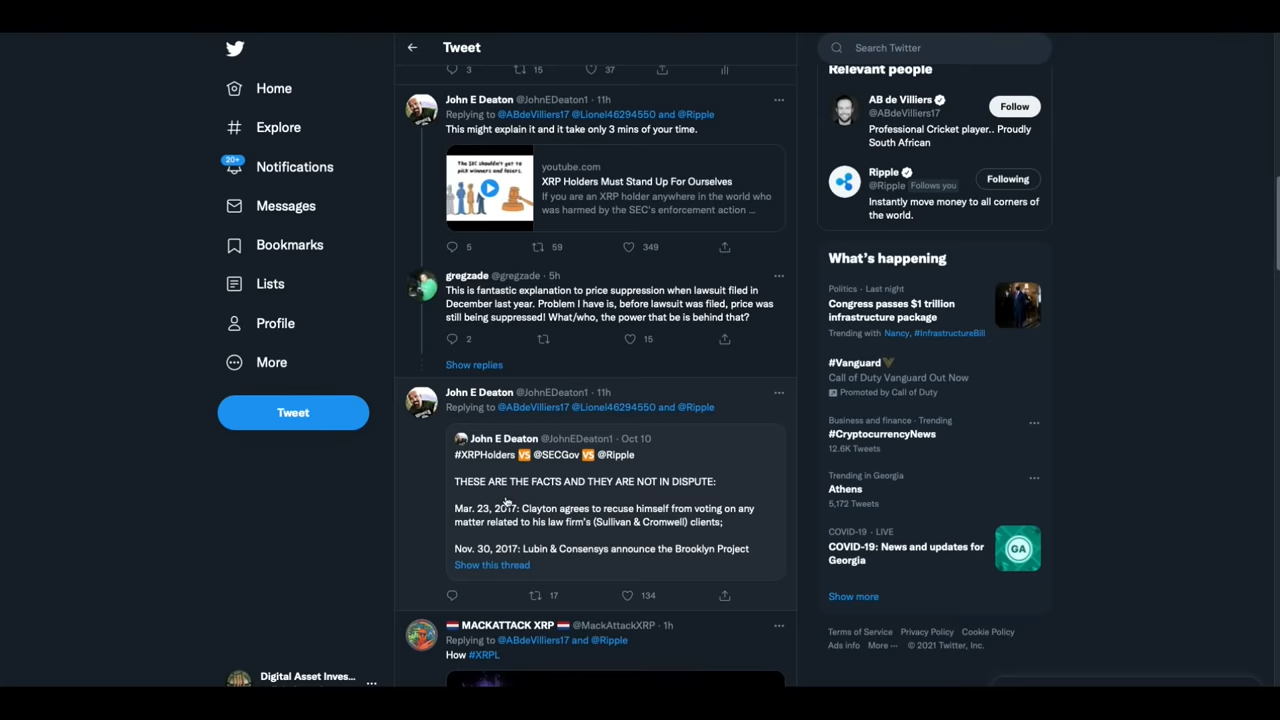 Home
Explore
20+
Notifications
Messages
Bookmarks
Lists
Profile
More
Tweet
Digital Asset Inves...
Tweet
3 15 37
John E Deaton @JohnEDeaton1 · 11h
Replying to @ABdeVilliers17 @Lionel46294550 and @Ripple
This might explain it and it take only 3 mins of your time.
The SEC shouldn't get to
pick winners and losers.
youtube.com
XRP Holders Must Stand Up For Ourselves
If you are an XRP holder anywhere in the world who
was harmed by the SEC's enforcement action ...
5 59 349
gregzade @gregzade · 5h
This is fantastic explanation to price suppression when lawsuit filed in
December last year. Problem I have is, before lawsuit was filed, price was
still being suppressed! What/who, the power that be is behind that?
2 15
Show replies
John E Deaton @JohnEDeaton1 · 11h
Replying to @ABdeVilliers17 @Lionel46294550 and @Ripple
John E Deaton @JohnEDeaton1 · Oct 10
#XRPHolders 🆚 @SECGov 🆚 @Ripple
THESE ARE THE FACTS AND THEY ARE NOT IN DISPUTE:
Mar. 23, 2017: Clayton agrees to recuse himself from voting on any
matter related to his law firm's (Sullivan & Cromwell) clients;
Nov. 30, 2017: Lubin & Consensys announce the Brooklyn Project
Show this thread
17 134
MACKATTACK XRP @MackAttackXRP · 1h
Replying to @ABdeVilliers17 and @Ripple
How #XRPL
Search Twitter
Relevant people
AB de Villiers
@ABdeVilliers17
Follow
Professional Cricket player.. Proudly
South African
Ripple
@Ripple Follows you
Following
Instantly move money to all corners of
the world.
What's happening
Politics · Last night
Congress passes $1 trillion
infrastructure package
Trending with Nancy, #InfrastructureBill
#Vanguard
Call of Duty Vanguard Out Now
Promoted by Call of Duty
Business and finance · Trending
#CryptocurrencyNews
12.6K Tweets
Trending in Georgia
Athens
5,172 Tweets
COVID-19 · LIVE
COVID-19: News and updates for
Georgia
GA
Show more
Terms of Service Privacy Policy Cookie Policy
Ads info More ··· © 2021 Twitter, Inc.